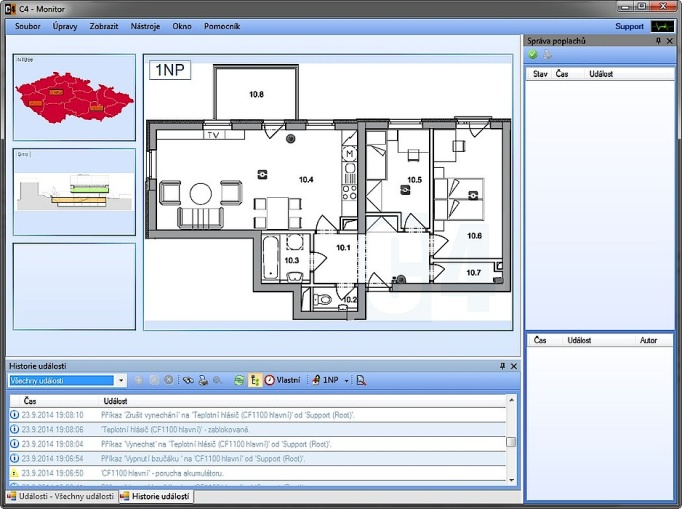 C4 - Monitor
Soubor Úpravy Zobrazit Nástroje Okno Pomocník
Support
1NP
10.8
TV
M
10.4
10.5
10.6
10.1
10.3
10.7
10.2
Správa poplachů
Stav Čas Událost
Čas Událost Autor
Historie událostí
Všechny události
Vlastní
1NP
Čas Událost
23.9.2014 19:08:10 Příkaz 'Zrušit vynechání' na 'Teplotní hlásič (CF1100 hlavní)' od 'Support (Root)'.
23.9.2014 19:08:06 'Teplotní hlásič (CF1100 hlavní)' - zablokované.
23.9.2014 19:08:04 Příkaz 'Vynechat' na 'Teplotní hlásič (CF1100 hlavní)' od 'Support (Root)'.
23.9.2014 19:06:54 Příkaz 'Vypnutí bzučáku ' na 'CF1100 hlavní' od 'Support (Root)'.
23.9.2014 19:06:50 'CF1100 hlavní' - porucha akumulátoru.
Události - Všechny události Historie událostí